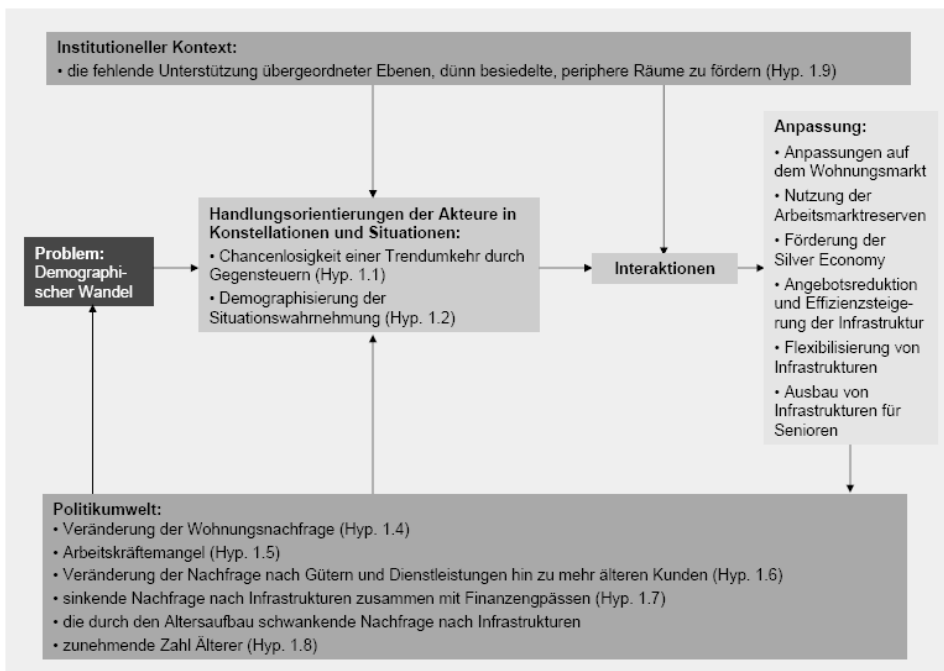 Institutioneller Kontext:
• die fehlende Unterstützung übergeordneter Ebenen, dünn besiedelte, periphere Räume zu fördern (Hyp. 1.9)
Problem:
Demographi-
scher Wandel
Handlungsorientierungen der Akteure in
Konstellationen und Situationen:
• Chancenlosigkeit einer Trendumkehr durch
Gegensteuern (Hyp. 1.1)
• Demographisierung der
Situationswahrnehmung (Hyp. 1.2)
Interaktionen
Anpassung:
• Anpassungen auf
dem Wohnungsmarkt
• Nutzung der
Arbeitsmarktreserven
• Förderung der
Silver Economy
• Angebotsreduktion
und Effizienzsteige-
rung der Infrastruktur
• Flexibilisierung von
Infrastrukturen
• Ausbau von
Infrastrukturen für
Senioren
Politikumwelt:
• Veränderung der Wohnungsnachfrage (Hyp. 1.4)
• Arbeitskräftemangel (Hyp. 1.5)
• Veränderung der Nachfrage nach Gütern und Dienstleistungen hin zu mehr älteren Kunden (Hyp. 1.6)
• sinkende Nachfrage nach Infrastrukturen zusammen mit Finanzengpässen (Hyp. 1.7)
• die durch den Altersaufbau schwankende Nachfrage nach Infrastrukturen
• zunehmende Zahl Älterer (Hyp. 1.8)